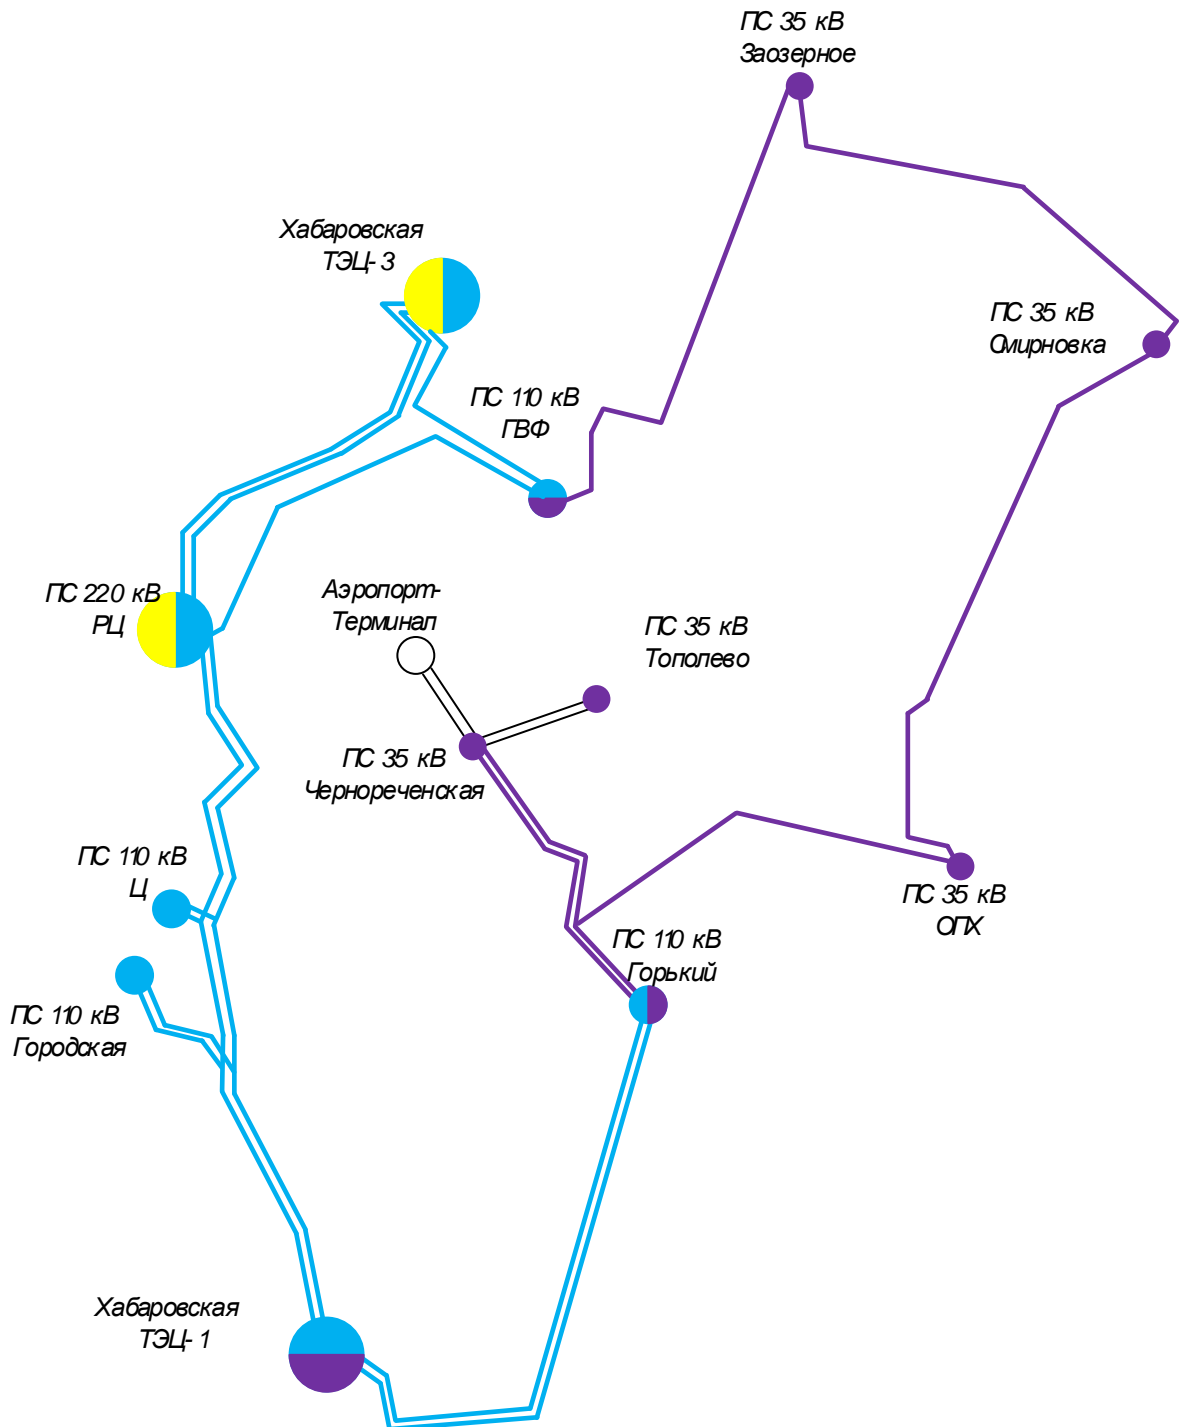 ПС 35 кВ
Заозерное
Хабаровская
ТЭЦ-3
ПС 35 кВ
Смирновка
ПС 110 кВ
ГВФ
ПС 220 кВ
РЦ
Аэропорт-
Терминал
ПС 35 кВ
Тополево
ПС 35 кВ
Чернореченская
ПС 110 кВ
Ц
ПС 35 кВ
ОПХ
ПС 110 кВ
Горький
ПС 110 кВ
Городская
Хабаровская
ТЭЦ-1